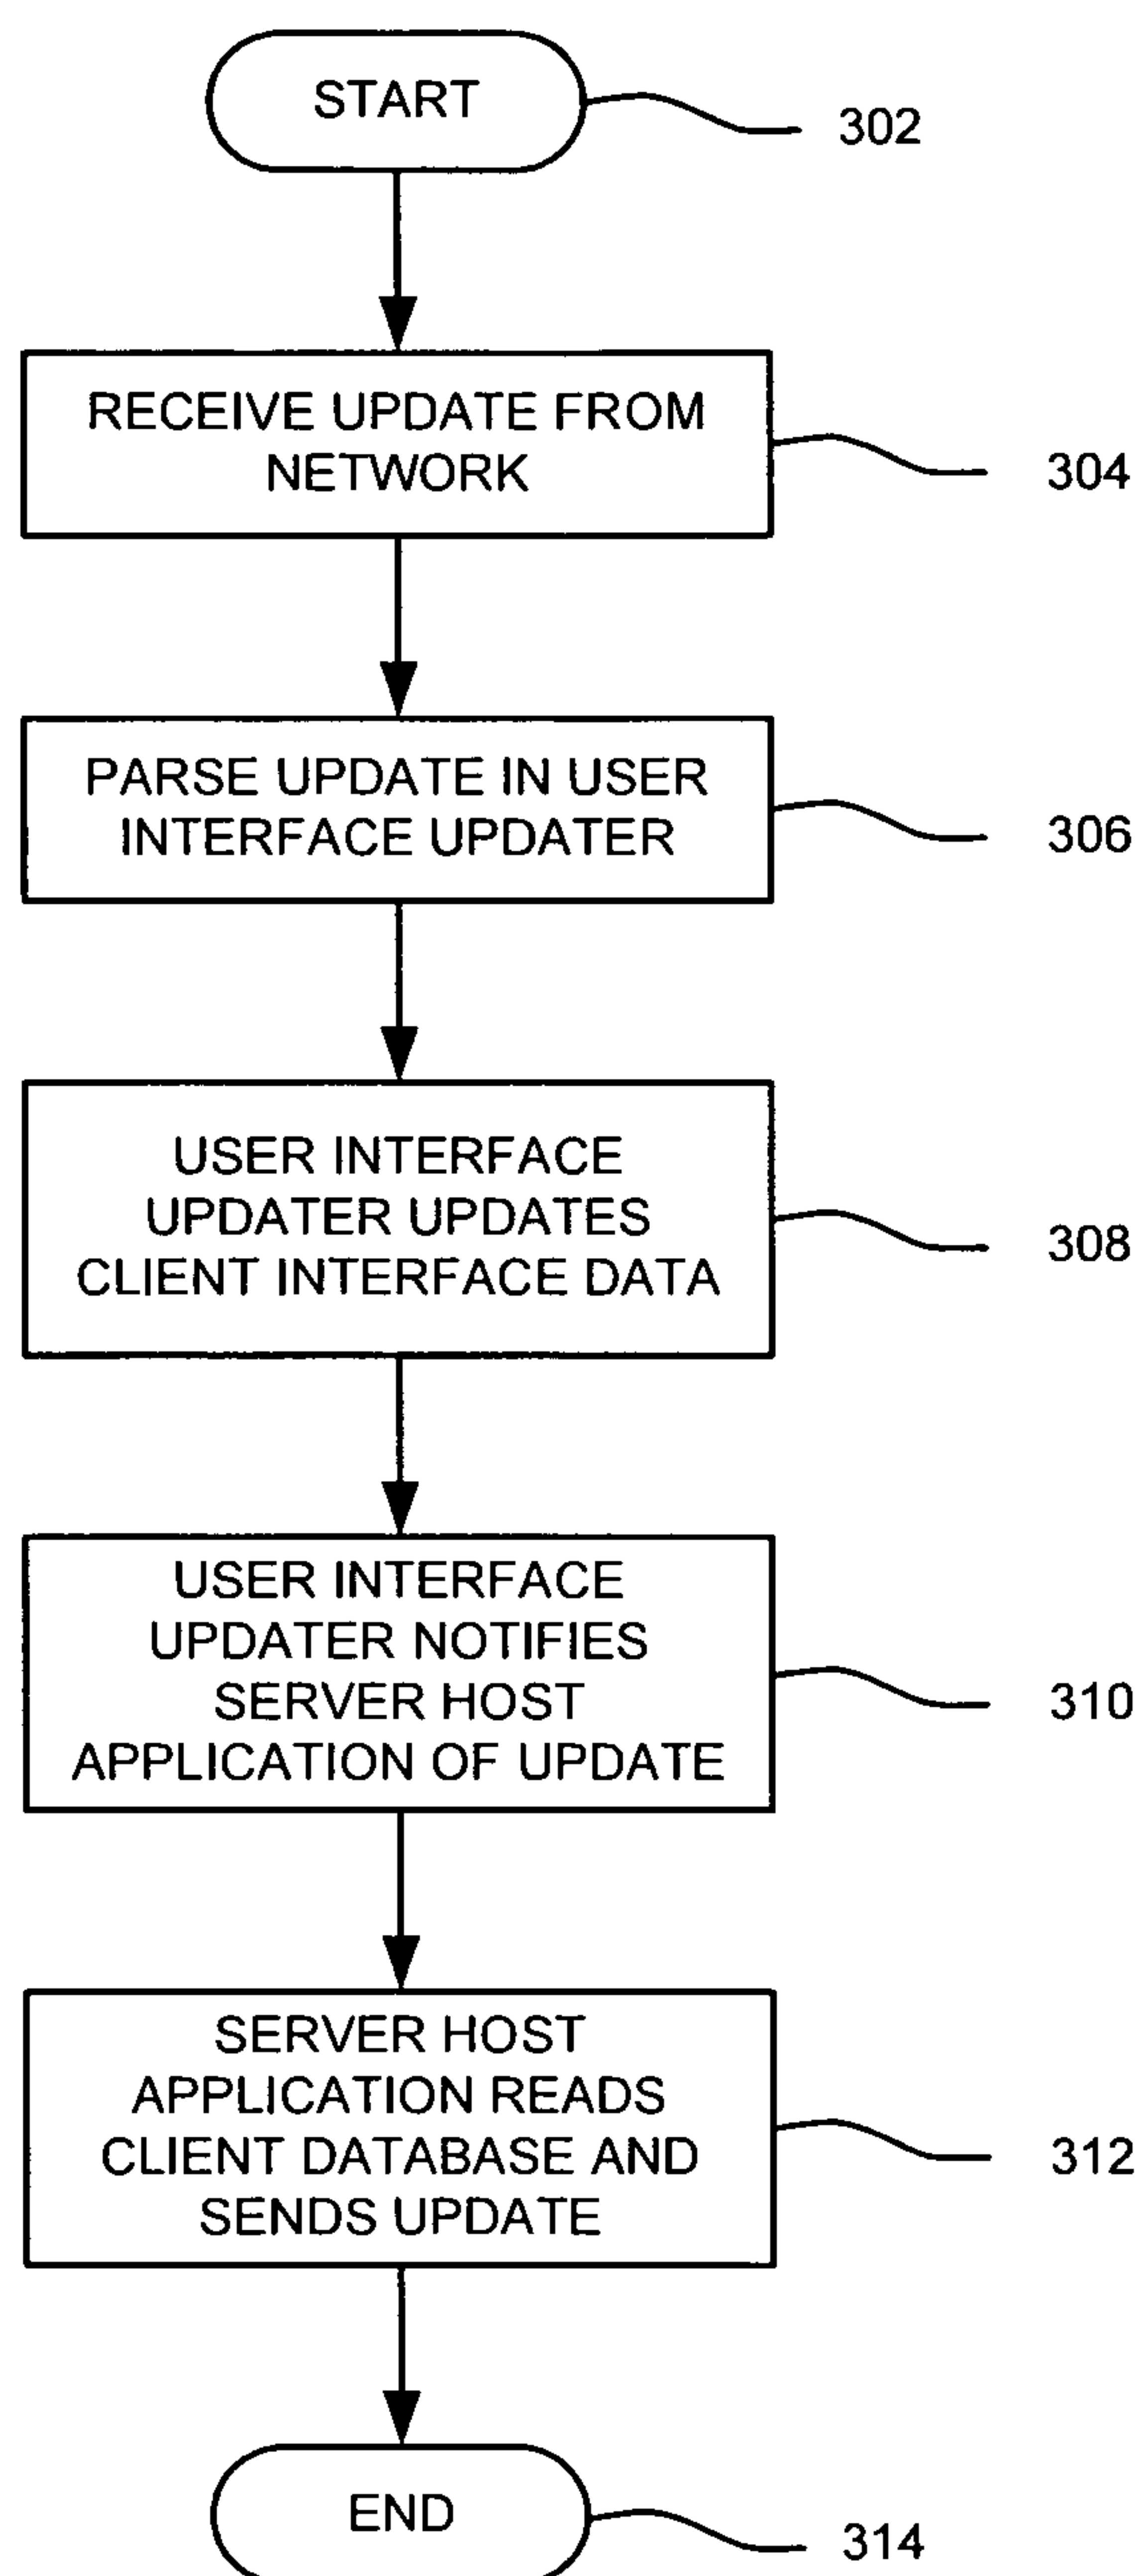 START
302
RECEIVE UPDATE FROM
NETWORK
304
PARSE UPDATE IN USER
INTERFACE UPDATER
306
USER INTERFACE
UPDATER UPDATES
CLIENT INTERFACE DATA
308
USER INTERFACE
UPDATER NOTIFIES
SERVER HOST
APPLICATION OF UPDATE
310
SERVER HOST
APPLICATION READS
CLIENT DATABASE AND
SENDS UPDATE
312
END
314